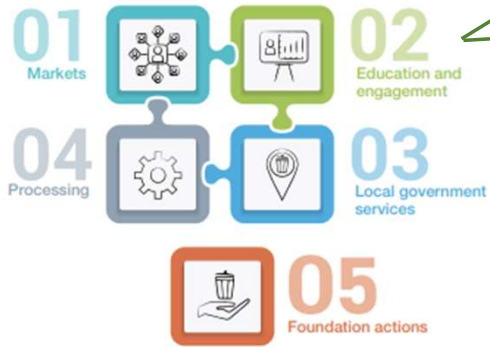 01
Markets
02
Education and
engagement
04
Processing
03
Local government
services
05
Foundation actions